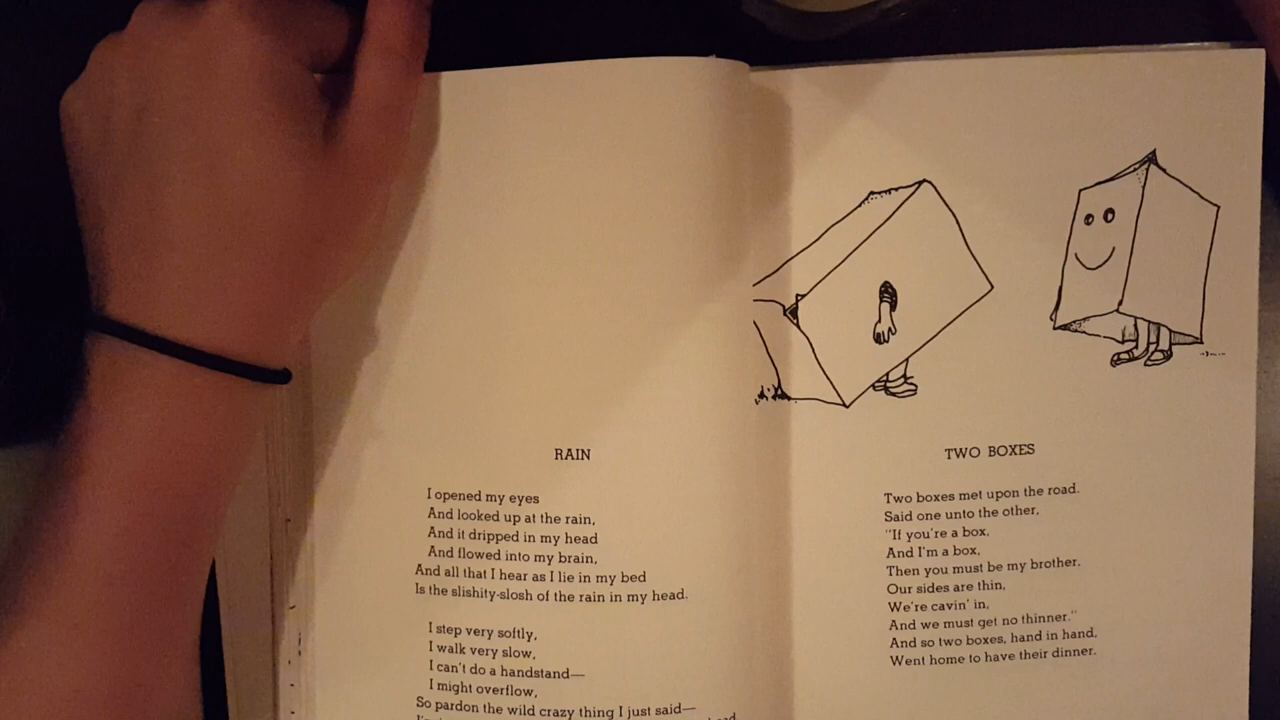 RAIN
I opened my eyes
And looked up at the rain,
And it dripped in my head
And flowed into my brain,
And all that I hear as I lie in my bed
Is the slishity-slosh of the rain in my head.
I step very softly,
I walk very slow,
I can't do a handstand—
I might overflow,
So pardon the wild crazy thing I just said—
TWO BOXES
Two boxes met upon the road.
Said one unto the other,
"If you're a box,
And I'm a box,
Then you must be my brother.
Our sides are thin,
We're cavin' in,
And we must get no thinner."
And so two boxes, hand in hand,
Went home to have their dinner.